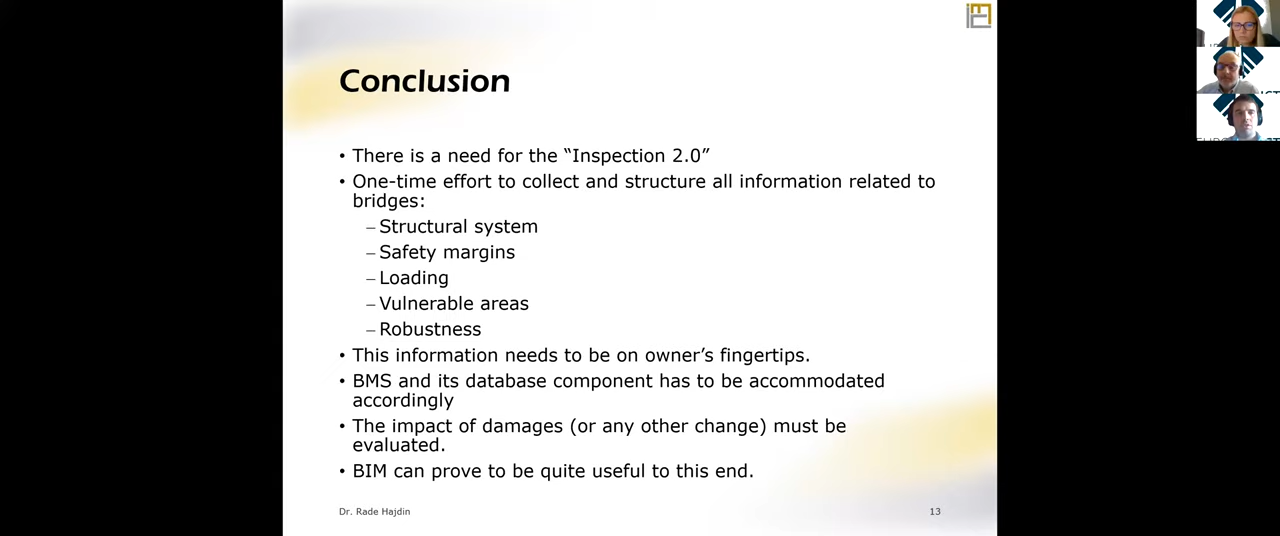 Conclusion
• There is a need for the “Inspection 2.0”
• One-time effort to collect and structure all information related to
bridges:
– Structural system
– Safety margins
– Loading
– Vulnerable areas
– Robustness
• This information needs to be on owner’s fingertips.
• BMS and its database component has to be accommodated
accordingly
• The impact of damages (or any other change) must be
evaluated.
• BIM can prove to be quite useful to this end.
Dr. Rade Hajdin
13